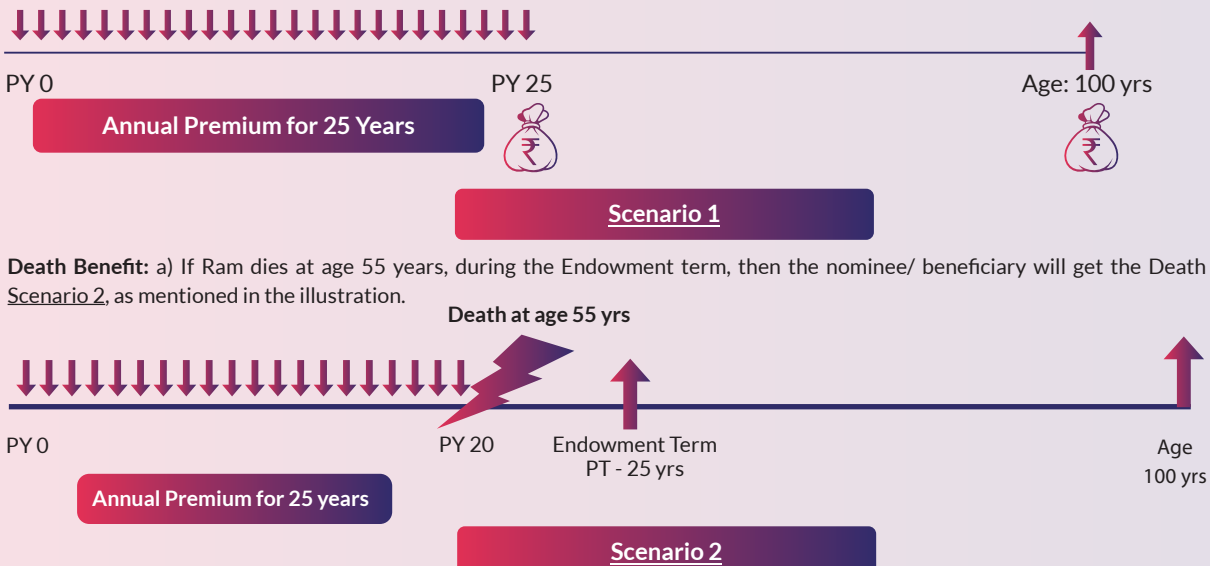 PY 0 PY 25 Age: 100 yrs
Annual Premium for 25 Years
₹ ₹
Scenario 1
Death Benefit: a) If Ram dies at age 55 years, during the Endowment term, then the nominee/ beneficiary will get the Death
Scenario 2, as mentioned in the illustration.
Death at age 55 yrs
PY 0 PY 20 Endowment Term Age
PT - 25 yrs 100 yrs
Annual Premium for 25 years
Scenario 2